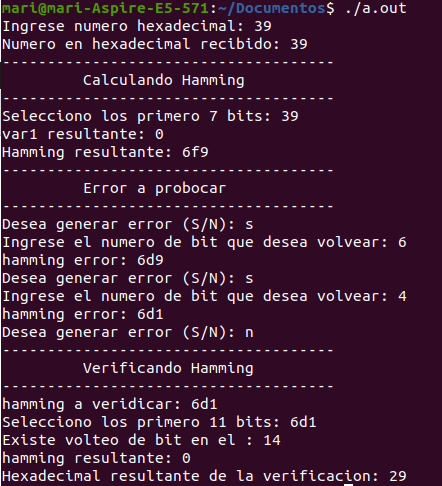 mari@mari-Aspire-E5-571:~/Documentos$ ./a.out
Ingrese numero hexadecimal: 39
Numero en hexadecimal recibido: 39
-------------------------------------
Calculando Hamming
-------------------------------------
Selecciono los primero 7 bits: 39
var1 resultante: 0
Hamming resultante: 6f9
-------------------------------------
Error a probocar
-------------------------------------
Desea generar error (S/N): s
Ingrese el numero de bit que desea volvear: 6
hamming error: 6d9
Desea generar error (S/N): s
Ingrese el numero de bit que desea volvear: 4
hamming error: 6d1
Desea generar error (S/N): n
-------------------------------------
Verificando Hamming
-------------------------------------
hamming a veridicar: 6d1
Selecciono los primero 11 bits: 6d1
Existe volteo de bit en el : 14
hamming resultante: 0
Hexadecimal resultante de la verificacion: 29